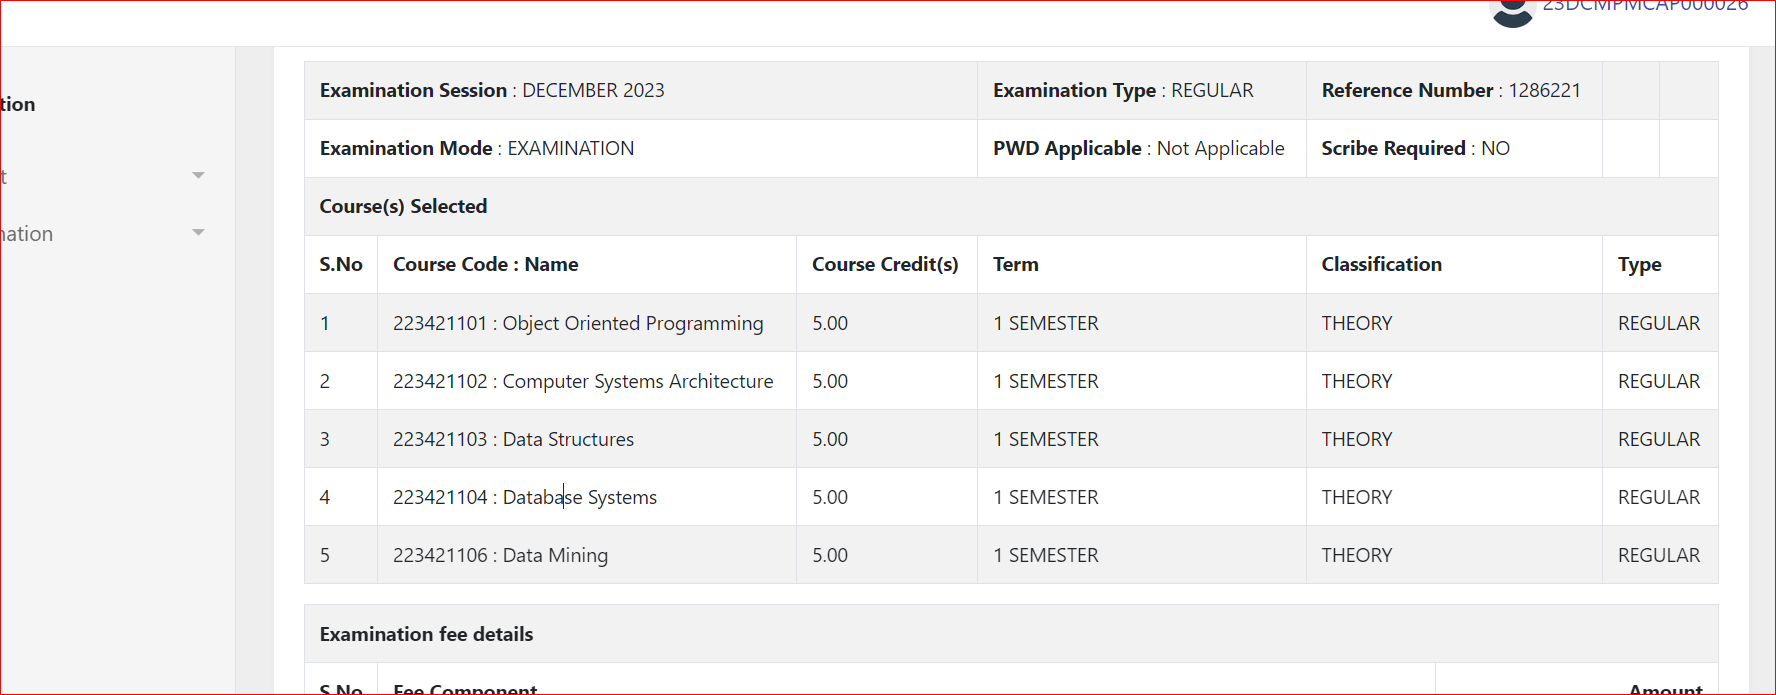 23DCMPMCAP000026
tion
Examination Session : DECEMBER 2023 Examination Type : REGULAR Reference Number : 1286221
Examination Mode : EXAMINATION PWD Applicable : Not Applicable Scribe Required : NO
t
Course(s) Selected
nation
S.No Course Code : Name Course Credit(s) Term Classification Type
1 223421101 : Object Oriented Programming 5.00 1 SEMESTER THEORY REGULAR
2 223421102 : Computer Systems Architecture 5.00 1 SEMESTER THEORY REGULAR
3 223421103 : Data Structures 5.00 1 SEMESTER THEORY REGULAR
4 223421104 : Database Systems 5.00 1 SEMESTER THEORY REGULAR
5 223421106 : Data Mining 5.00 1 SEMESTER THEORY REGULAR
Examination fee details
S.No Fee Component Amount